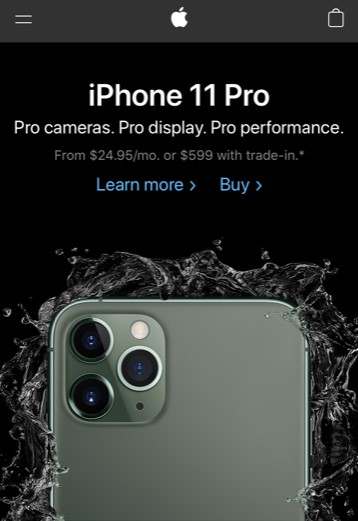 iPhone 11 Pro
Pro cameras. Pro display. Pro performance.
From $24.95/mo. or $599 with trade-in.*
Learn more > Buy >